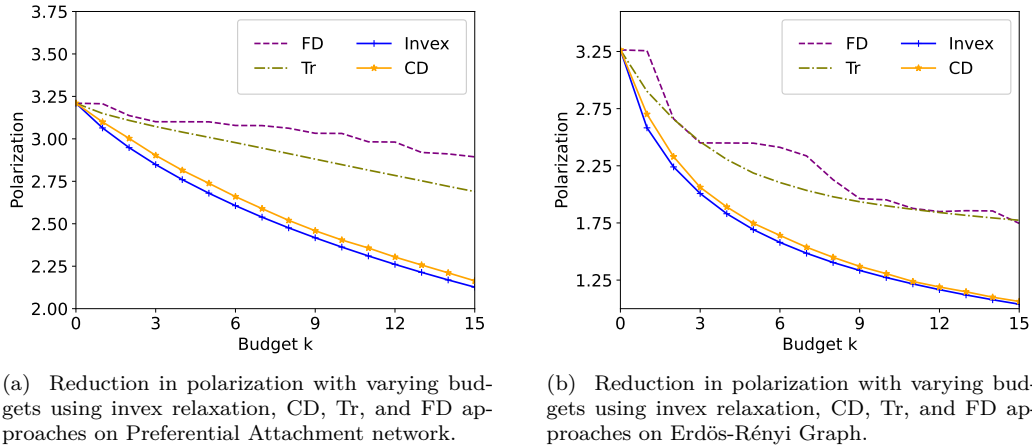 3.75
3.50
3.25
3.00
2.75
2.50
2.25
2.00
Polarization
FD
Tr
Invex
CD
0 3 6 9 12 15
Budget k
3.25
2.75
2.25
1.75
1.25
Polarization
FD
Tr
Invex
CD
0 3 6 9 12 15
Budget k
(a) Reduction in polarization with varying bud-
gets using invex relaxation, CD, Tr, and FD ap-
proaches on Preferential Attachment network.
(b) Reduction in polarization with varying bud-
gets using invex relaxation, CD, Tr, and FD ap-
proaches on Erdös-Rényi Graph.